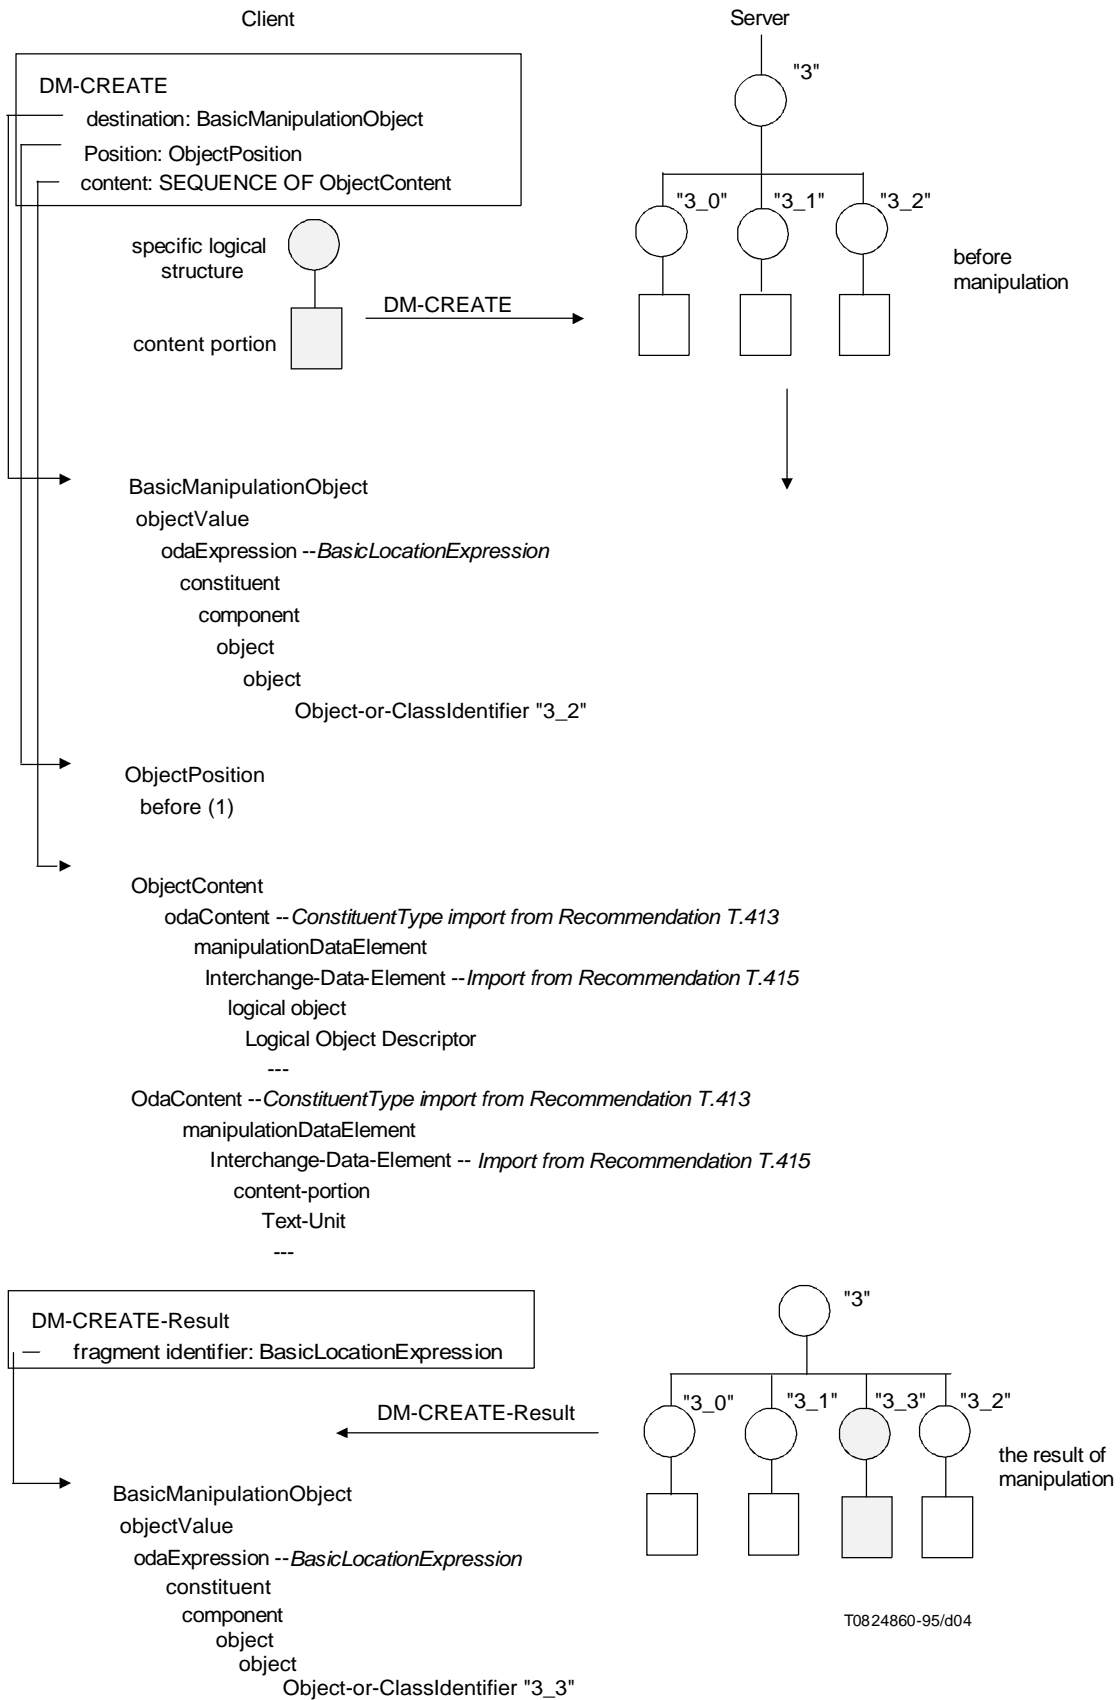 Client
Server
DM-CREATE
destination: BasicManipulationObject
Position: ObjectPosition
content: SEQUENCE OF ObjectContent
"3"
"3_0"
"3_1"
"3_2"
before
manipulation
specific logical
structure
content portion
DM-CREATE
BasicManipulationObject
objectValue
odaExpression --BasicLocationExpression
constituent
component
object
object
Object-or-ClassIdentifier "3_2"
ObjectPosition
before (1)
ObjectContent
odaContent -- ConstituentType import from Recommendation T.413
manipulationDataElement
Interchange-Data-Element -- Import from Recommendation T.415
logical object
Logical Object Descriptor
---
OdaContent -- ConstituentType import from Recommendation T.413
manipulationDataElement
Interchange-Data-Element -- Import from Recommendation T.415
content-portion
Text-Unit
---
DM-CREATE-Result
fragment identifier: BasicLocationExpression
"3"
"3_0"
"3_1"
"3_3"
"3_2"
DM-CREATE-Result
the result of
manipulation
BasicManipulationObject
objectValue
odaExpression -- BasicLocationExpression
constituent
component
object
object
Object-or-ClassIdentifier "3_3"
T0824860-95/d04